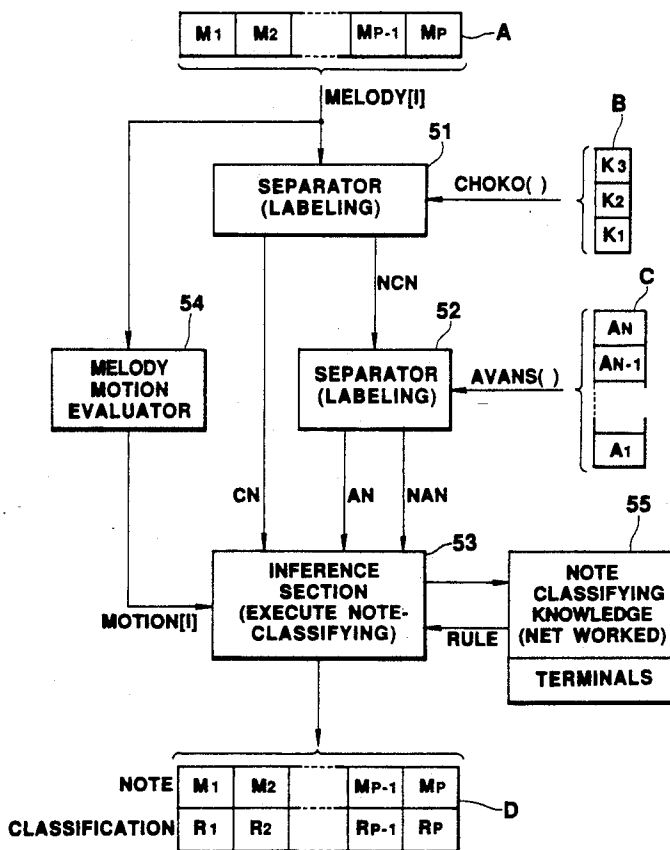 M1 M2 MP-1 MP A
MELODY[I]
51
B
SEPARATOR
(LABELING)
CHOKO( )
K3
K2
K1
NCN
54
52
C
MELODY
MOTION
EVALUATOR
SEPARATOR
(LABELING)
AVANS( )
AN
AN-1
A1
CN AN NAN
53
55
INFERENCE
SECTION
(EXECUTE NOTE-
CLASSIFYING)
NOTE
CLASSIFYING
KNOWLEDGE
(NET WORKED)
MOTION[I]
RULE
TERMINALS
NOTE M1 M2 MP-1 MP
D
CLASSIFICATION R1 R2 RP-1 RP